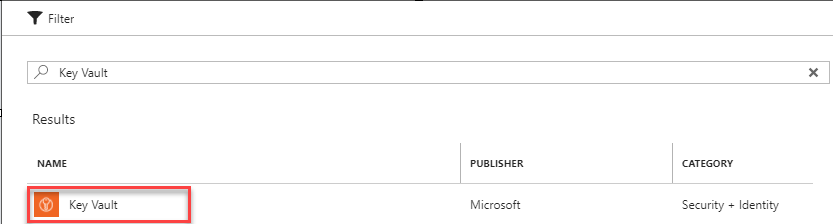 Filter
Key Vault
Results
NAME PUBLISHER CATEGORY
Key Vault Microsoft Security + Identity